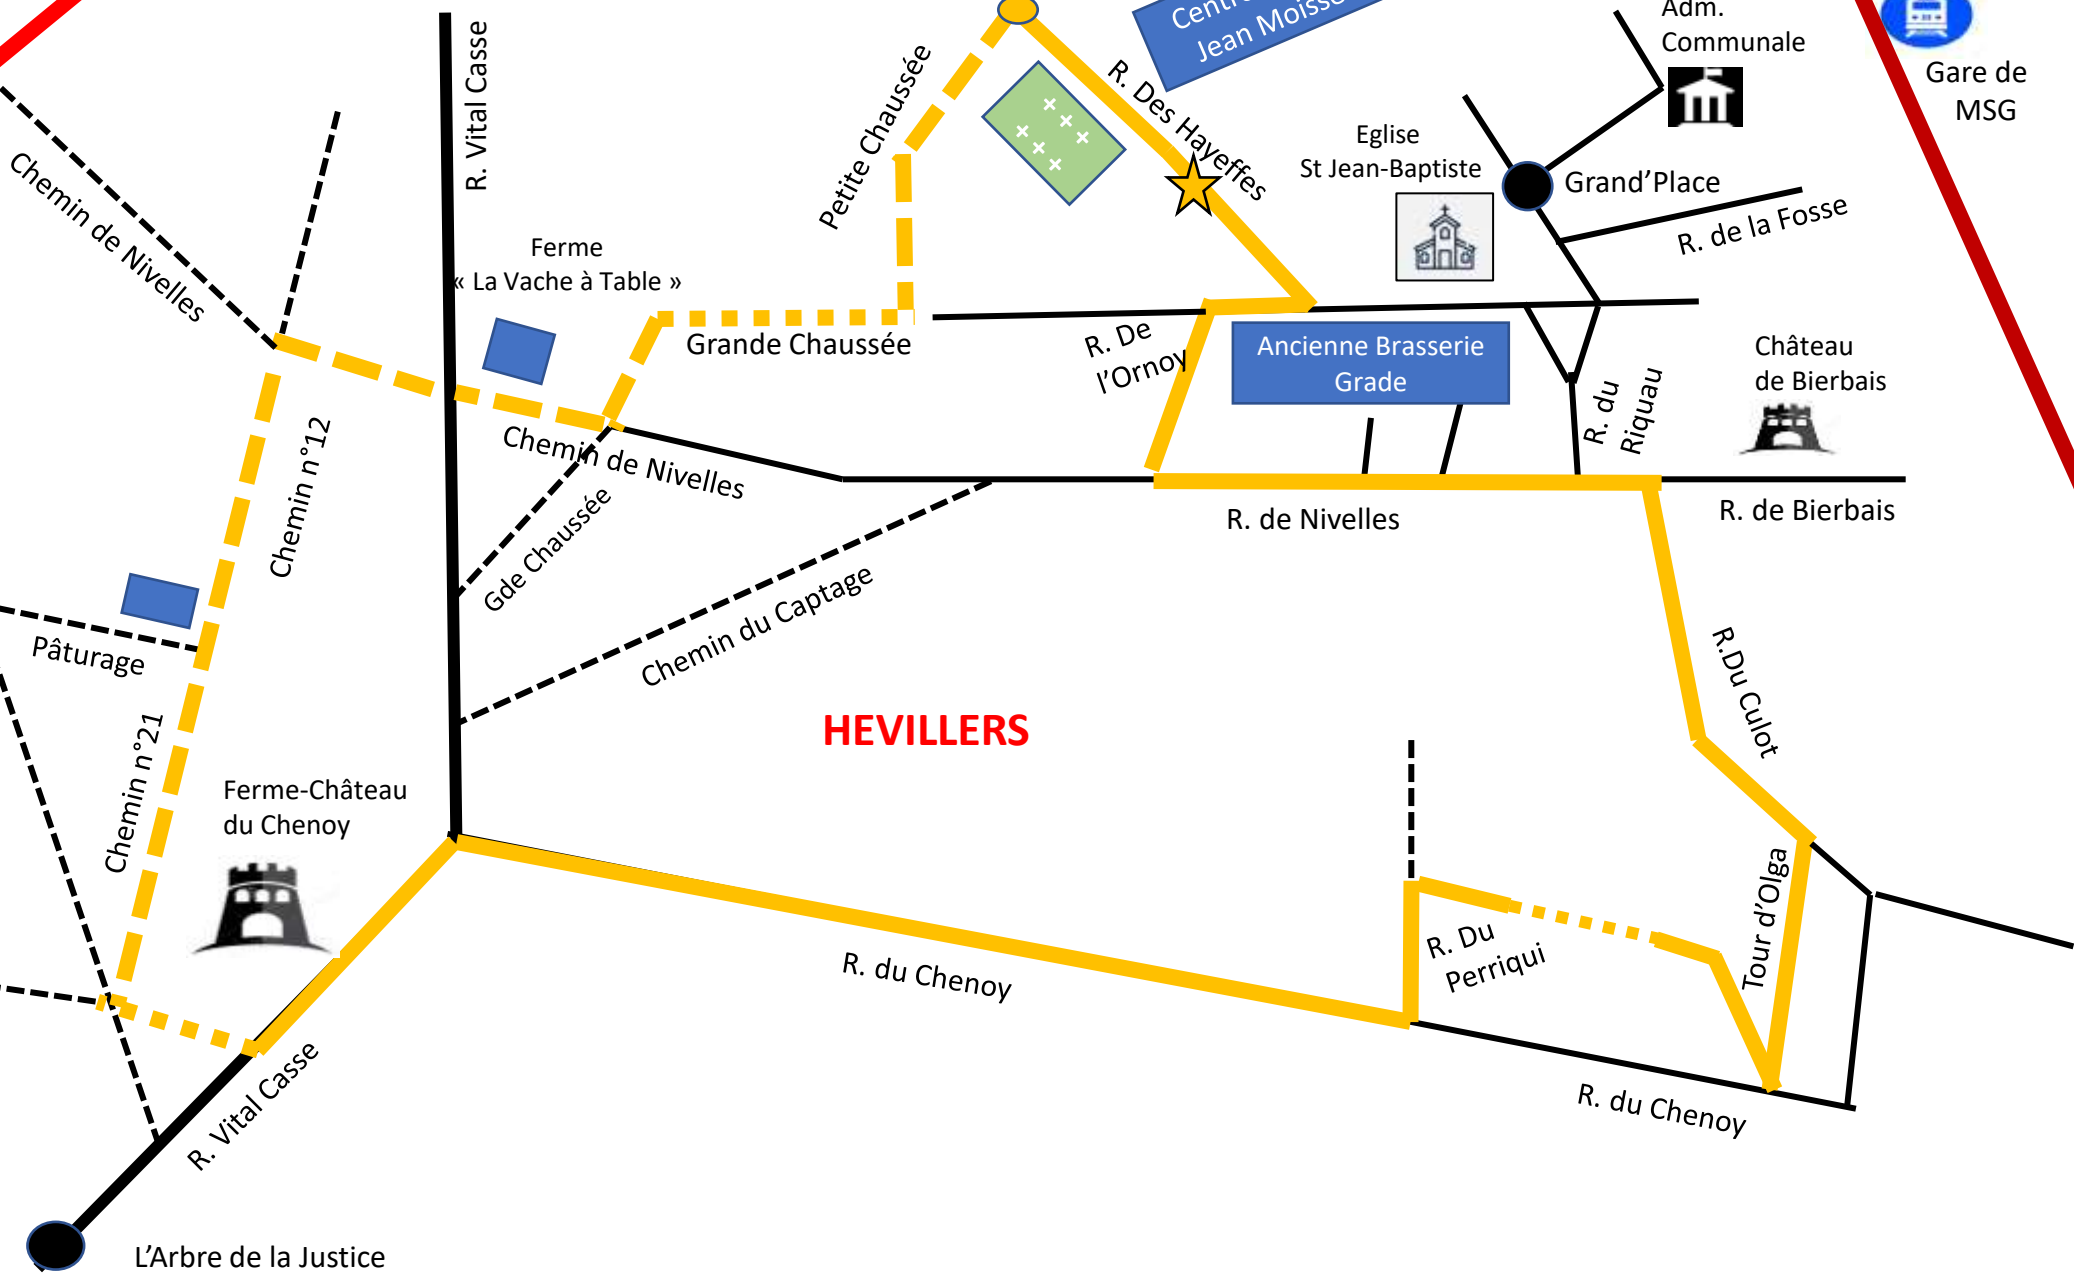 Adm.
Communale
Jean Moisse
Gare de
MSG
R. Vital Casse
Petite Chaussée
R. Des Hayeffes
Eglise
St Jean-Baptiste
Grand'Place
R. de la Fosse
Chemin de Nivelles
Ferme
« La Vache à Table »
Grande Chaussée
R. De
l'Ornoy
Ancienne Brasserie
Grade
R. du
Riquau
Château
de Bierbais
Chemin n°12
Chemin de Nivelles
Gde Chaussée
R. de Nivelles
R. de Bierbais
Chemin du Captage
Pâturage
R.Du Culot
HEVILLERS
Chemin n°21
Ferme-Château
du Chenoy
Tour d'Olga
R. Du
Perriqui
R. du Chenoy
R. du Chenoy
R. Vital Casse
L'Arbre de la Justice